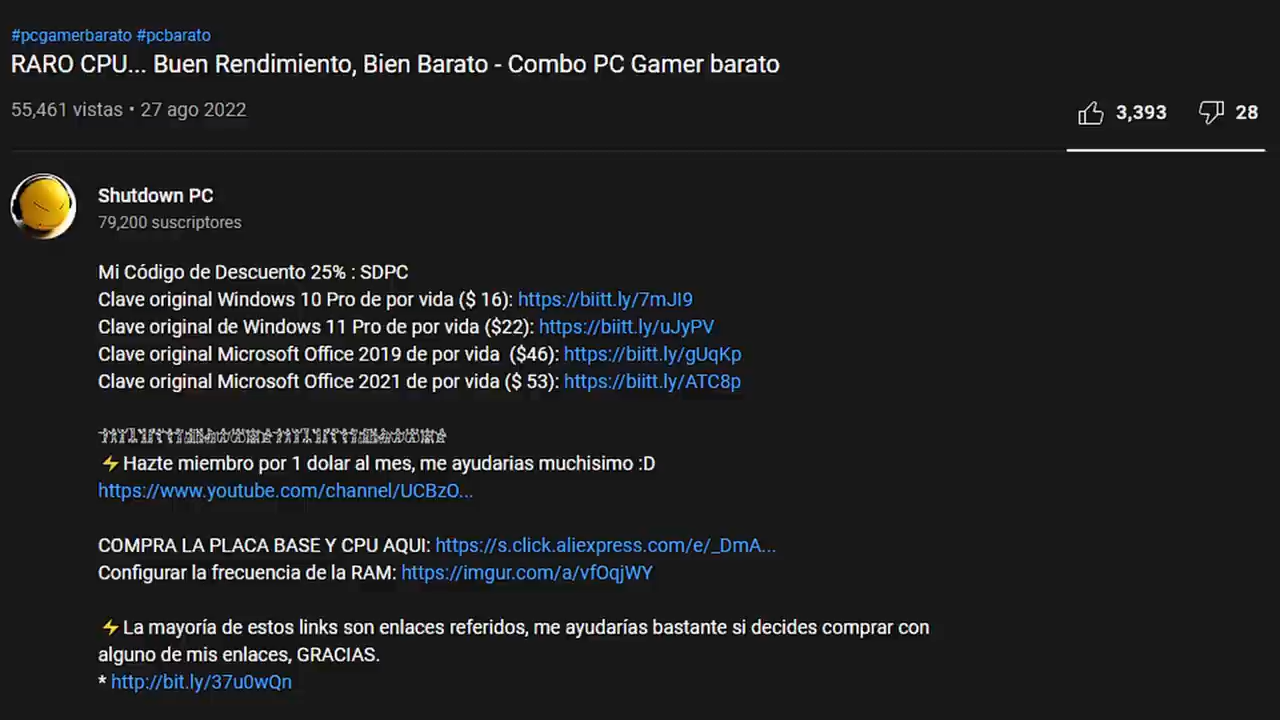 #pcgamerbarato #pcbarato
RARO CPU... Buen Rendimiento, Bien Barato - Combo PC Gamer barato
55,461 vistas • 27 ago 2022
3,393
28
Shutdown PC
79,200 suscriptores
Mi Código de Descuento 25% : SDPC
Clave original Windows 10 Pro de por vida ($ 16): https://biitt.ly/7mJI9
Clave original de Windows 11 Pro de por vida ($22): https://biitt.ly/uJyPV
Clave original Microsoft Office 2019 de por vida ($46): https://biitt.ly/gUqKp
Clave original Microsoft Office 2021 de por vida ($ 53): https://biitt.ly/ATC8p
⚡Hazte miembro por 1 dolar al mes, me ayudarias muchisimo :D
https://www.youtube.com/channel/UCBzO...
COMPRA LA PLACA BASE Y CPU AQUI: https://s.click.aliexpress.com/e/_DmA...
Configurar la frecuencia de la RAM: https://imgur.com/a/vfOqjWY
⚡La mayoría de estos links son enlaces referidos, me ayudarías bastante si decides comprar con
alguno de mis enlaces, GRACIAS.
* http://bit.ly/37u0wQn